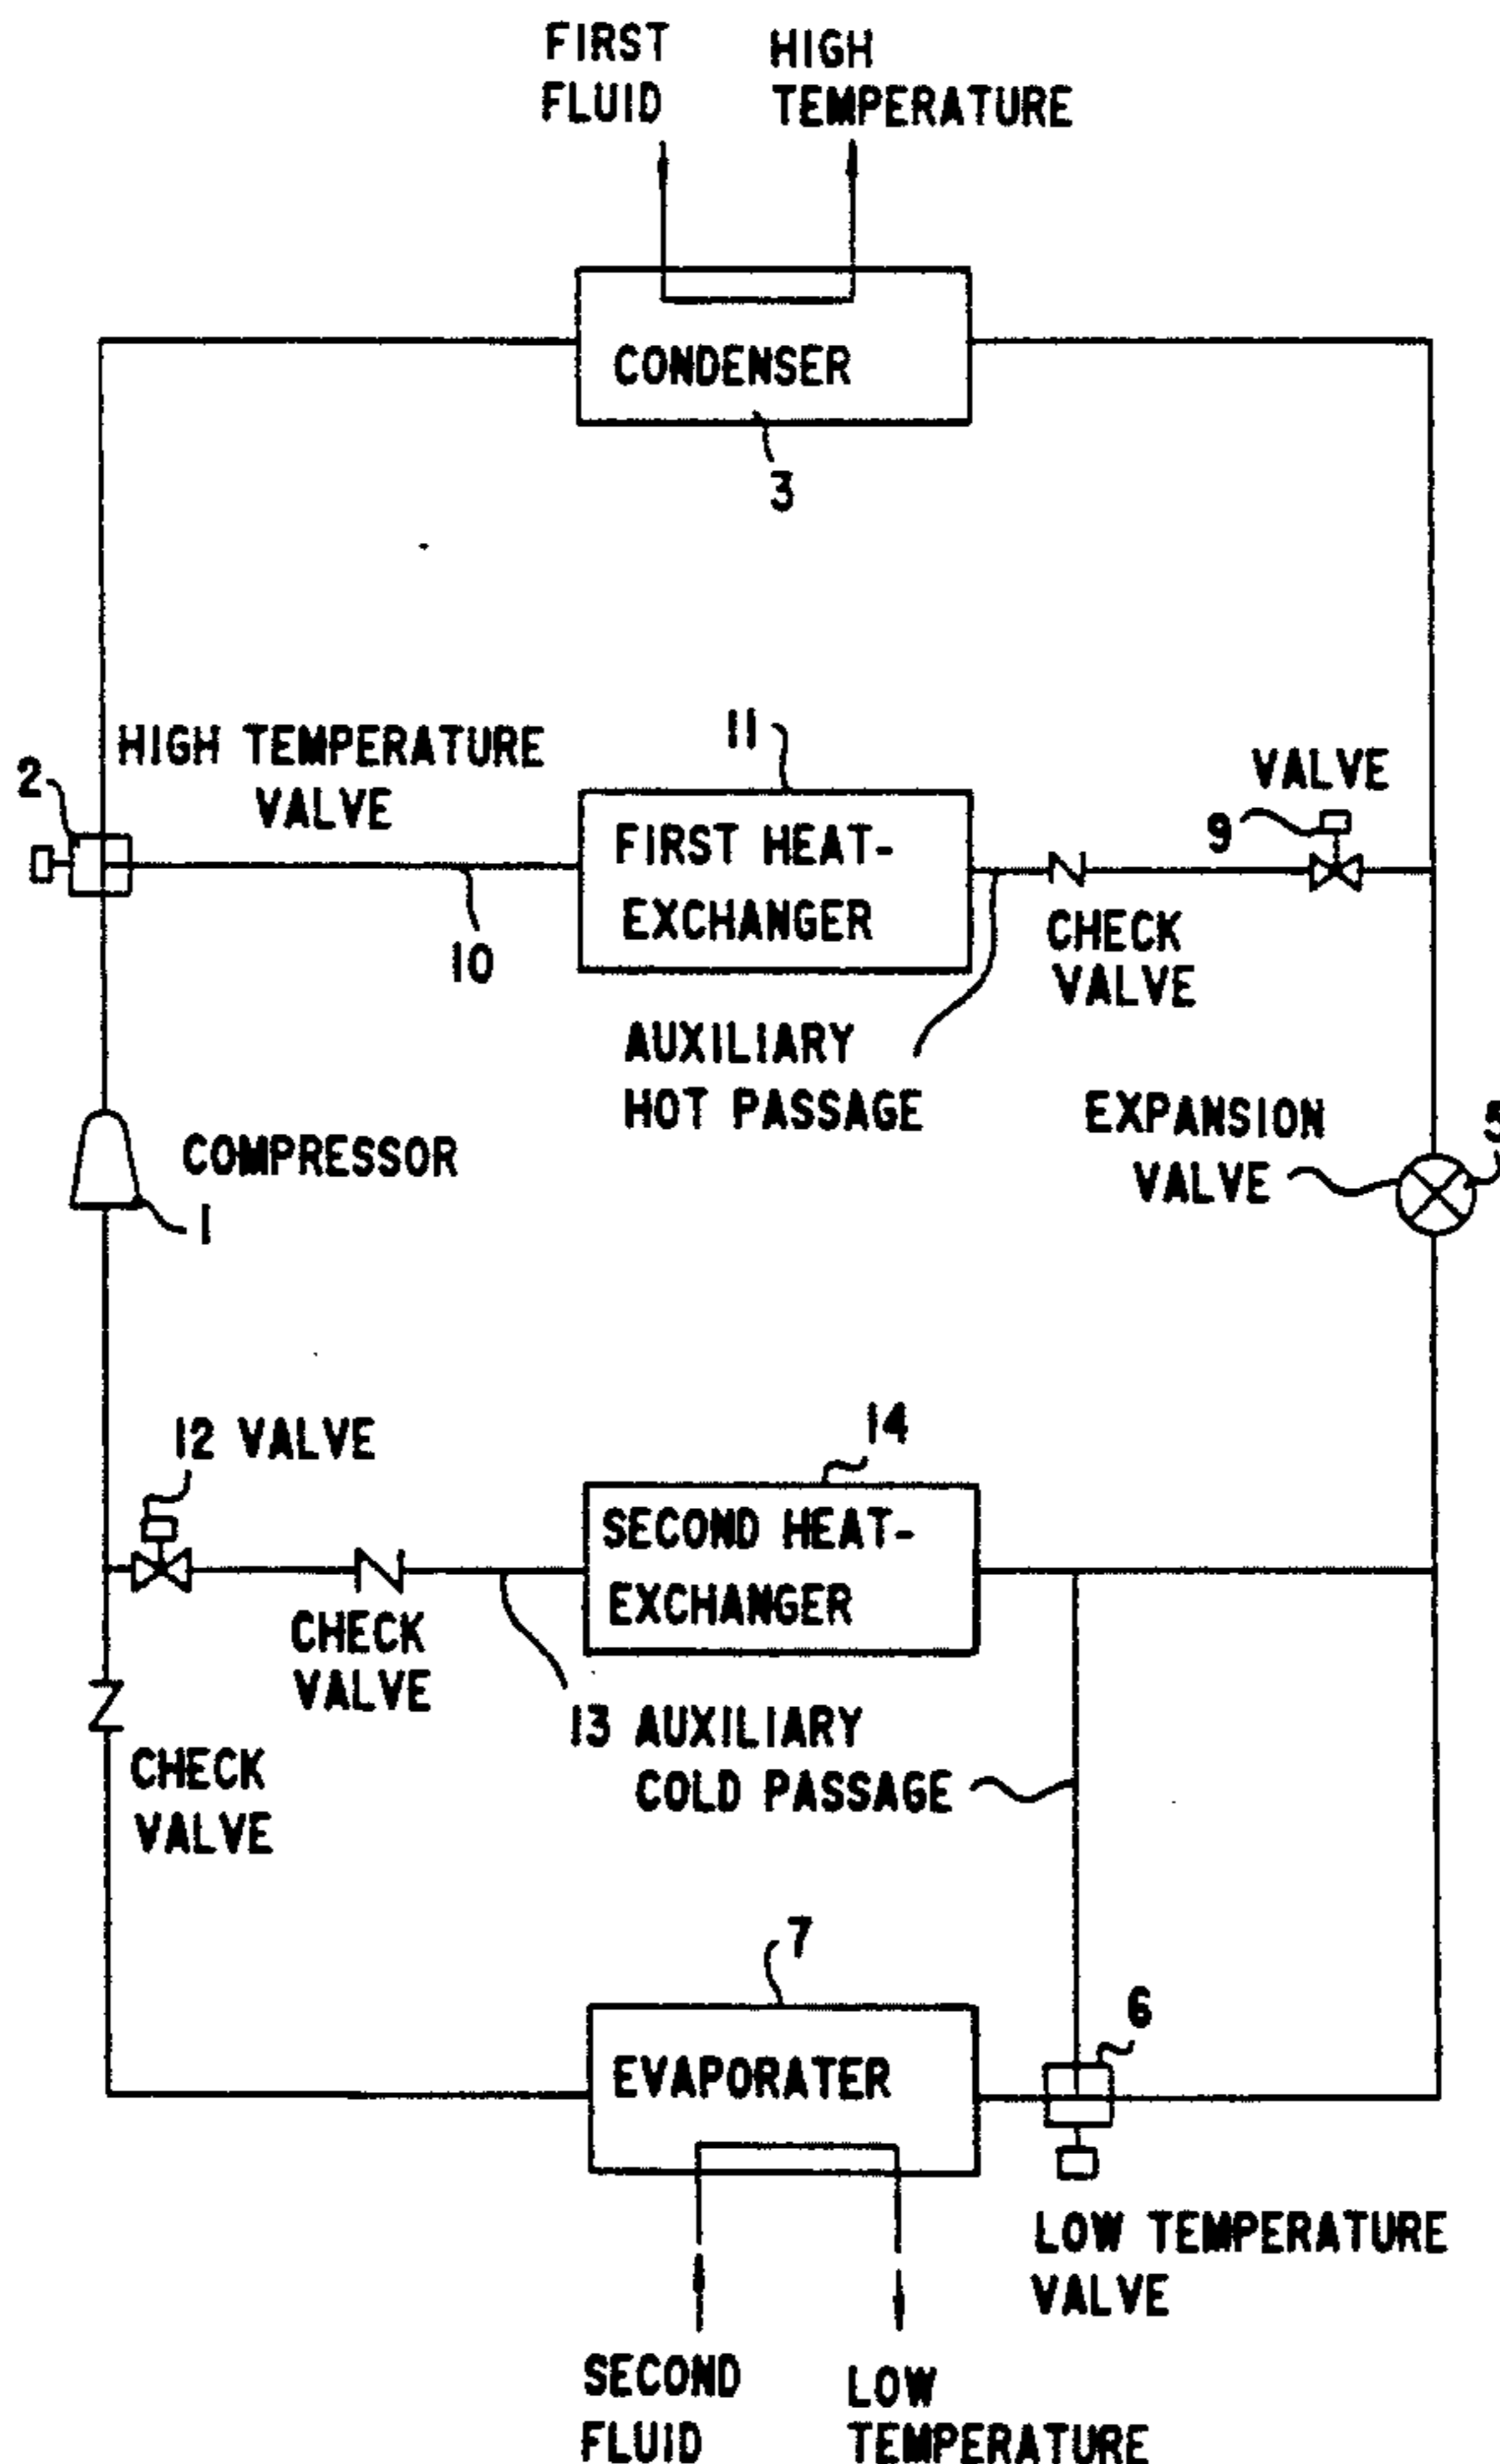 FIRST
FLUID
HIGH
TEMPERATURE
CONDENSER
3
2
HIGH TEMPERATURE
VALVE
10
11
FIRST HEAT-
EXCHANGER
VALVE
9
CHECK
VALVE
AUXILIARY
HOT PASSAGE
COMPRESSOR
1
EXPANSION
VALVE
5
12 VALVE
CHECK
VALVE
14
SECOND HEAT-
EXCHANGER
13 AUXILIARY
COLD PASSAGE
CHECK
VALVE
7
EVAPORATER
6
LOW TEMPERATURE
VALVE
SECOND
FLUID
LOW
TEMPERATURE